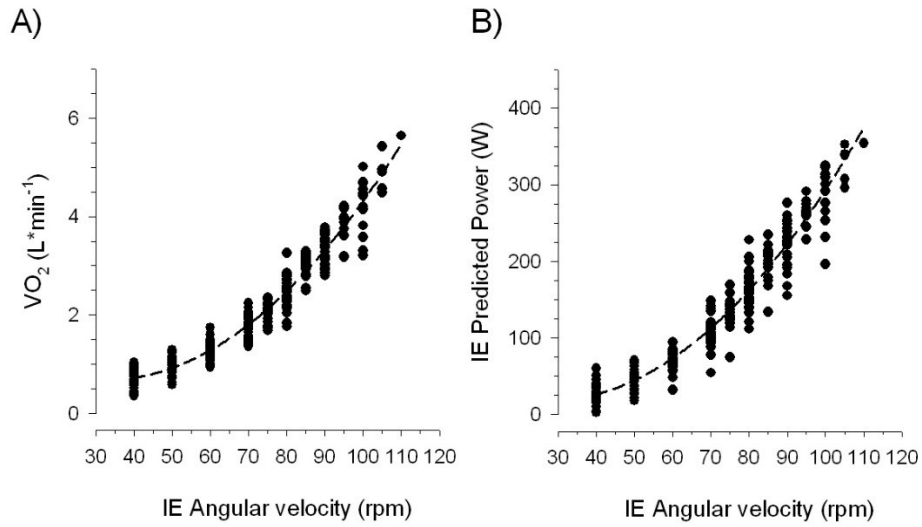 A)
VO₂ (L*min⁻¹)
6
4
2
0
30 40 50 60 70 80 90 100 110 120
IE Angular velocity (rpm)
B)
IE Predicted Power (W)
400
300
200
100
0
30 40 50 60 70 80 90 100 110 120
IE Angular velocity (rpm)